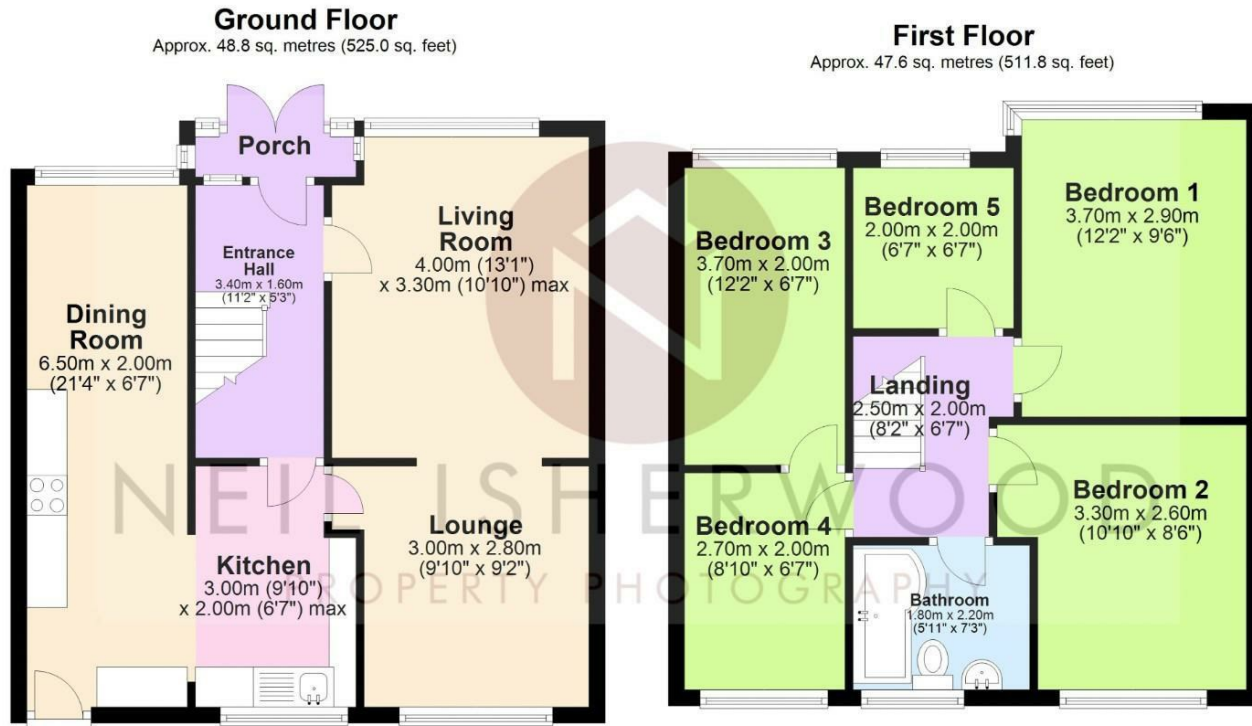 Ground Floor
Approx. 48.8 sq. metres (525.0 sq. feet)
Porch
Living
Room
4.00m (13'1")
x 3.30m (10'10") max
Entrance
Hall
3.40m x 1.60m
(11'2" x 5'3")
Dining
Room
6.50m x 2.00m
(21'4" x 6'7")
Lounge
3.00m x 2.80m
(9'10" x 9'2")
Kitchen
3.00m (9'10")
x 2.00m (6'7") max
First Floor
Approx. 47.6 sq. metres (511.8 sq. feet)
Bedroom 1
3.70m x 2.90m
(12'2" x 9'6")
Bedroom 5
2.00m x 2.00m
(6'7" x 6'7")
Bedroom 3
3.70m x 2.00m
(12'2" x 6'7")
Landing
2.50m x 2.00m
(8'2" x 6'7")
Bedroom 2
3.30m x 2.60m
(10'10" x 8'6")
Bedroom 4
2.70m x 2.00m
(8'10" x 6'7")
Bathroom
1.80m x 2.20m
(5'11" x 7'3")
NEIL ISHERWOOD
PROPERTY PHOTOGRAPHY